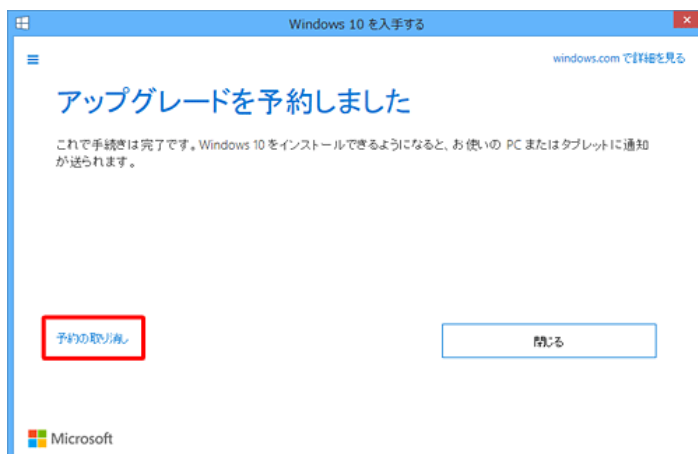 Windows 10 を入手する
windows.com で詳細を見る
アップグレードを予約しました
これで手続きは完了です。Windows 10 をインストールできるようになると、お使いの PC またはタブレットに通知
が送られます。
予約の取り消し
閉じる
Microsoft